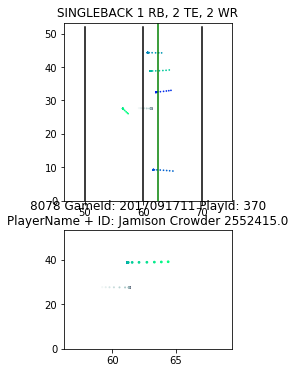 SINGLEBACK 1 RB, 2 TE, 2 WR
50
40
30
20
10
0
50 60 70
8078 GameId: 2017091711 PlayId: 370
PlayerName + ID: Jamison Crowder 2552415.0
40
20
0
60 65